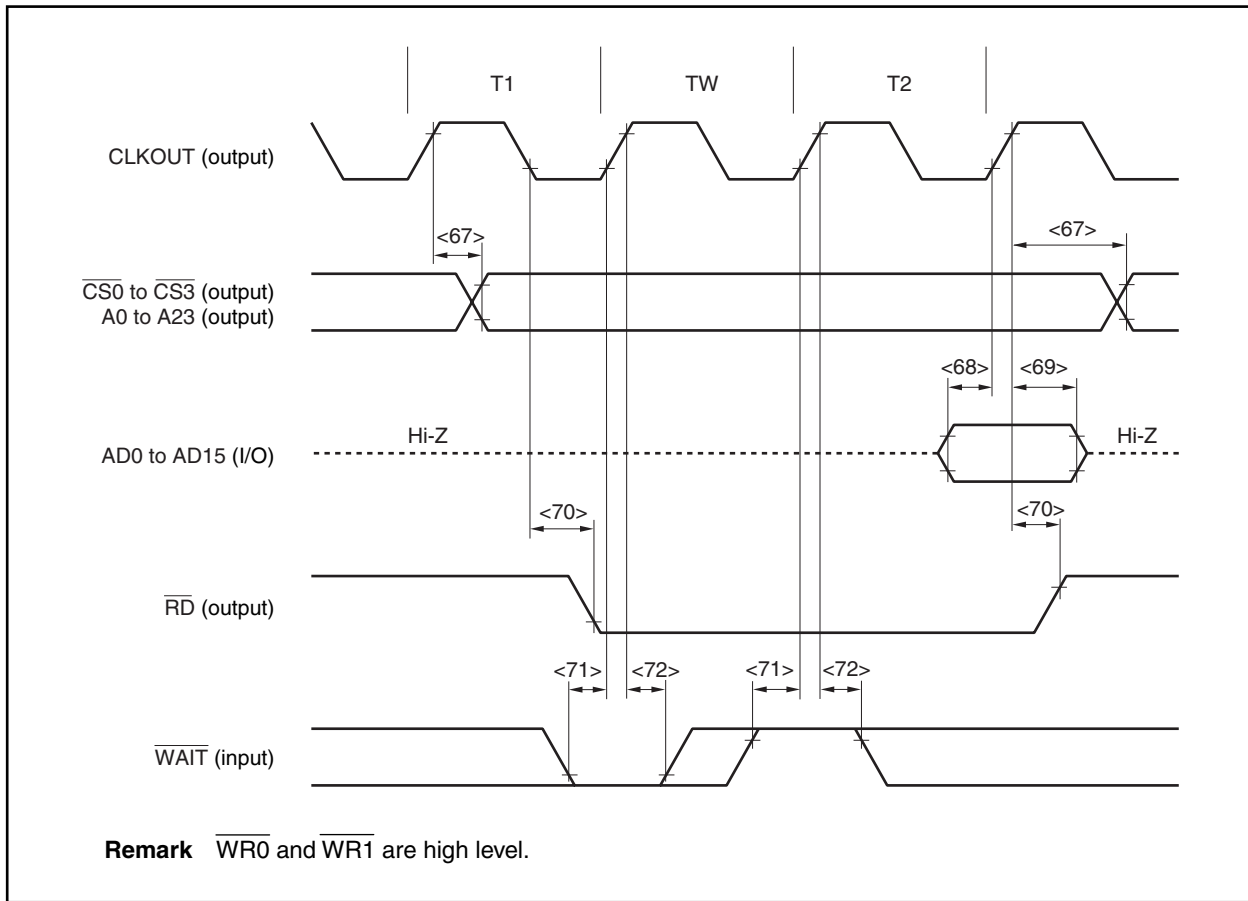 T1 TW T2
CLKOUT (output)
<67> <67>
CS0 to CS3 (output)
A0 to A23 (output)
<68> <69>
Hi-Z Hi-Z
AD0 to AD15 (I/O)
<70> <70>
RD (output)
<71> <72> <71> <72>
WAIT (input)
Remark WR0 and WR1 are high level.